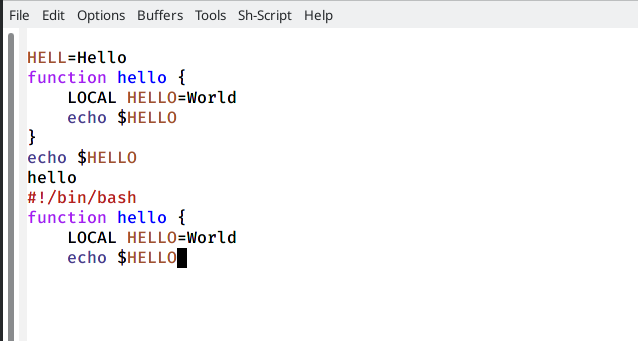 File Edit Options Buffers Tools Sh-Script Help
HELL=Hello
function hello {
    LOCAL HELLO=World
    echo $HELLO
}
echo $HELLO
hello
#!/bin/bash
function hello {
    LOCAL HELLO=World
    echo $HELLO